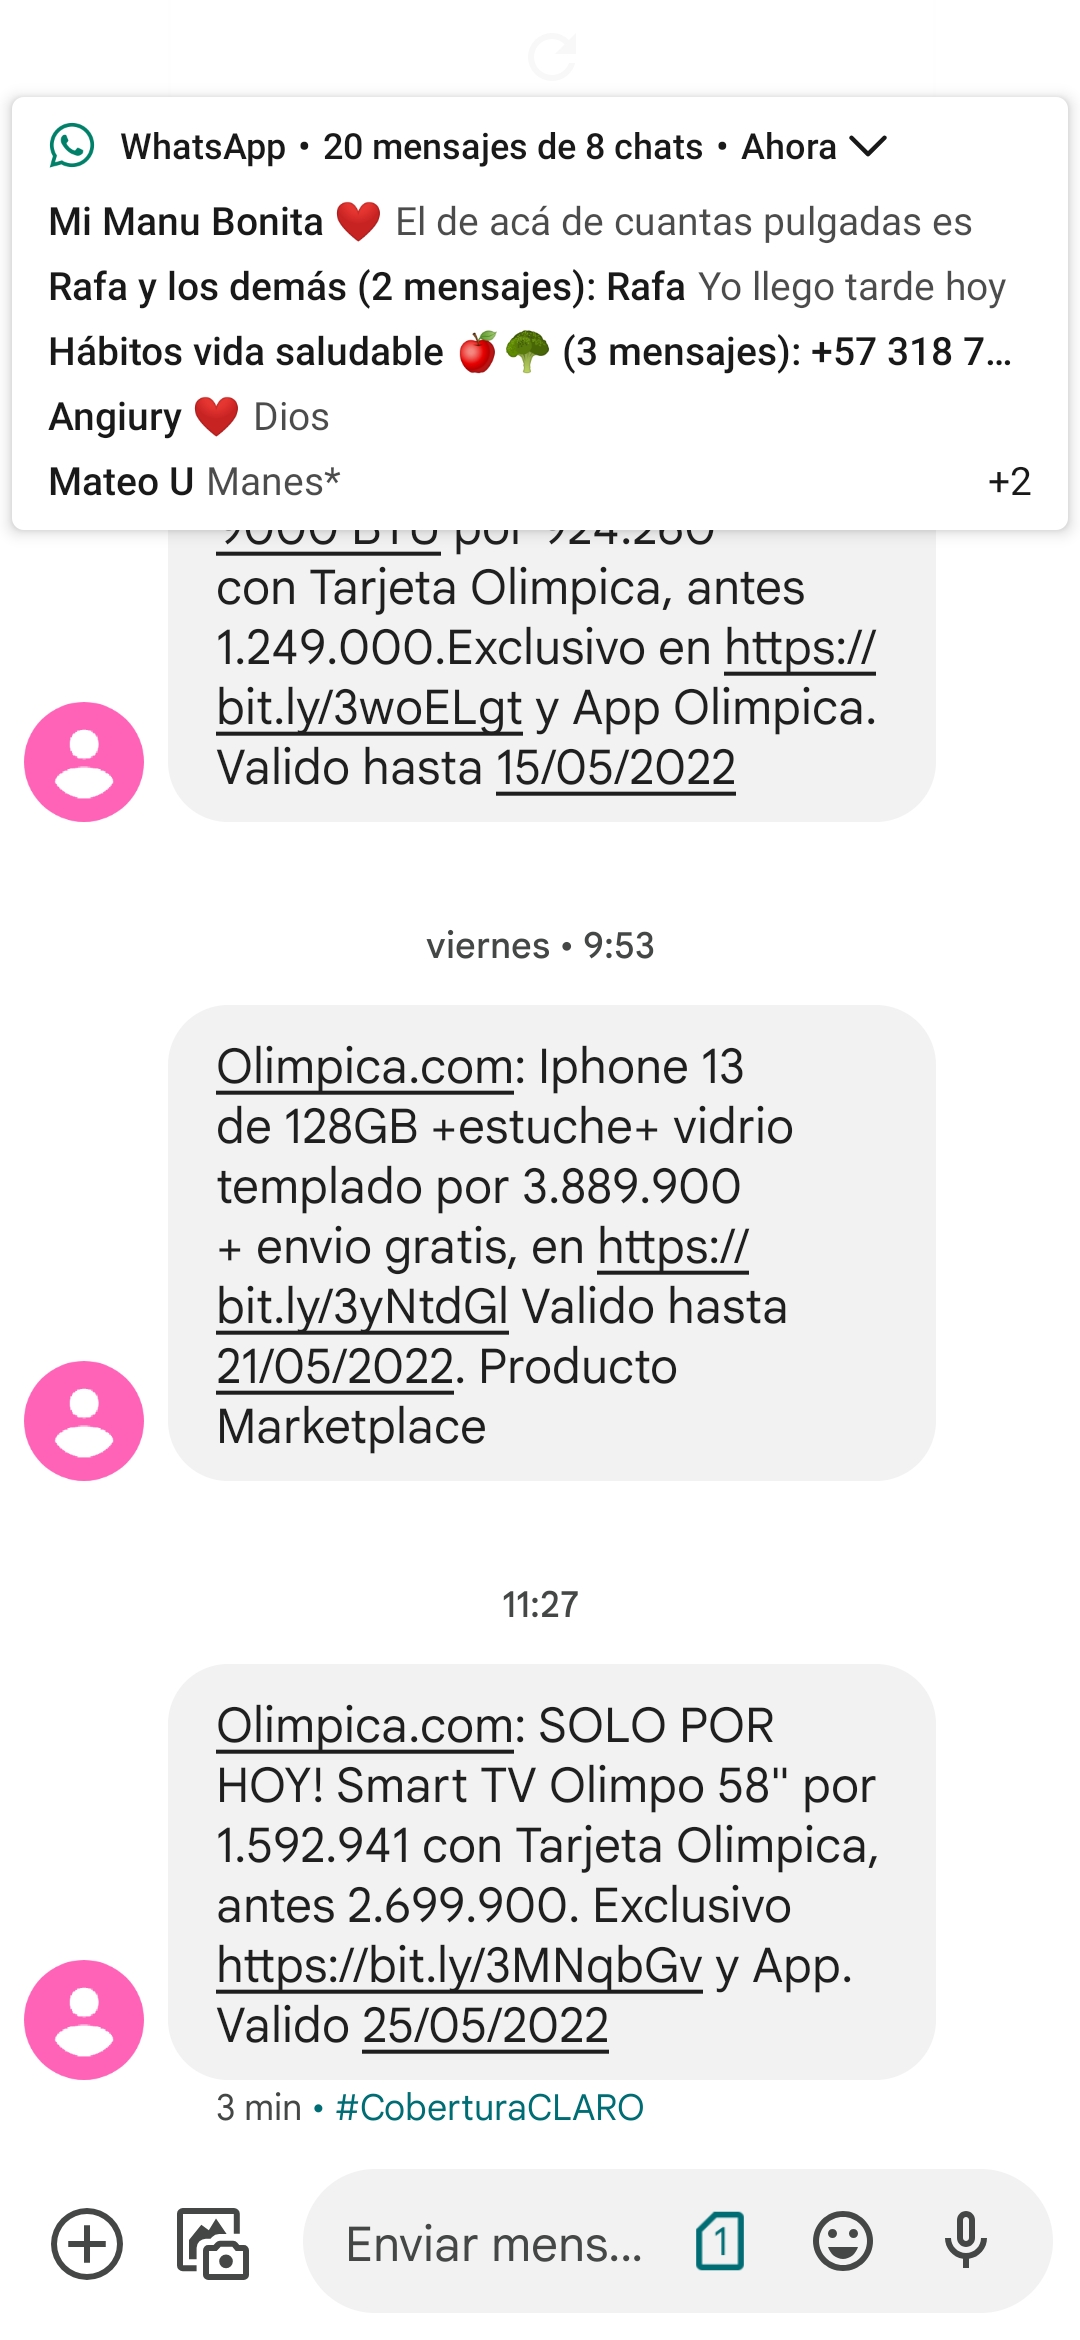 WhatsApp • 20 mensajes de 8 chats • Ahora
Mi Manu Bonita ❤️ El de acá de cuantas pulgadas es
Rafa y los demás (2 mensajes): Rafa Yo llego tarde hoy
Hábitos vida saludable 🍎🥦 (3 mensajes): +57 318 7...
Angiury ❤️ Dios
Mateo U Manes* +2
9000 BTU por 924.260
con Tarjeta Olimpica, antes
1.249.000.Exclusivo en https://
bit.ly/3woELgt y App Olimpica.
Valido hasta 15/05/2022
viernes • 9:53
Olimpica.com: Iphone 13
de 128GB +estuche+ vidrio
templado por 3.889.900
+ envio gratis, en https://
bit.ly/3yNtdGl Valido hasta
21/05/2022. Producto
Marketplace
11:27
Olimpica.com: SOLO POR
HOY! Smart TV Olimpo 58" por
1.592.941 con Tarjeta Olimpica,
antes 2.699.900. Exclusivo
https://bit.ly/3MNqbGv y App.
Valido 25/05/2022
3 min • #CoberturaCLARO
Enviar mens... 1